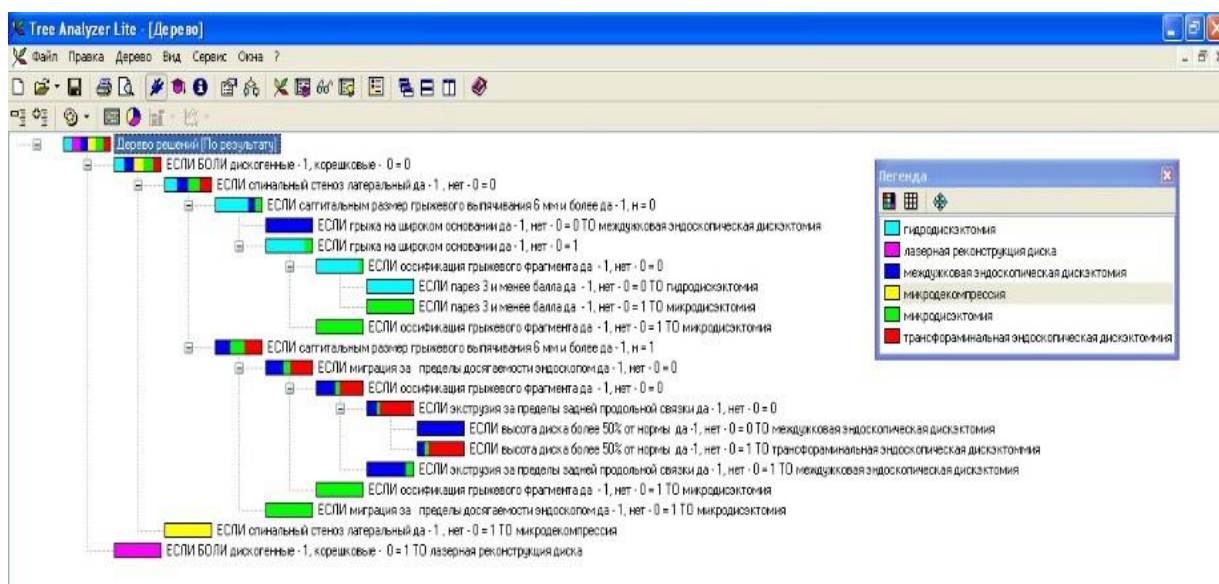 Tree Analyzer Lite - [Дерево]
Файл Правка Дерево Вид Сервис Окна ?
Дерево решений [По результату]
ЕСЛИ БОЛИ дискогенные - 1, корешковые - 0 = 0
ЕСЛИ спинальный стеноз латеральный да - 1 , нет - 0 = 0
ЕСЛИ саггитальным размер грыжевого выпячивания 6 мм и более да - 1, н = 0
ЕСЛИ грыжа на широком основании да - 1, нет - 0 = 0 ТО междужковая эндоскопическая дискэктомия
ЕСЛИ грыжа на широком основании да - 1, нет - 0 = 1
ЕСЛИ оссификация грыжевого фрагмента да - 1, нет - 0 = 0
ЕСЛИ парез 3 и менее балла да - 1, нет - 0 = 0 ТО гидродискэктомия
ЕСЛИ парез 3 и менее балла да - 1, нет - 0 = 1 ТО микродисэктомия
ЕСЛИ оссификация грыжевого фрагмента да - 1, нет - 0 = 1 ТО микродисэктомия
ЕСЛИ саггитальным размер грыжевого выпячивания 6 мм и более да - 1, н = 1
ЕСЛИ миграция за пределы досягаемости эндоскопом да - 1, нет - 0 = 0
ЕСЛИ оссификация грыжевого фрагмента да - 1, нет - 0 = 0
ЕСЛИ экструзия за пределы задней продольной связки да - 1, нет - 0 = 0
ЕСЛИ высота диска более 50% от нормы да -1, нет - 0 = 0 ТО междужковая эндоскопическая дискэктомия
ЕСЛИ высота диска более 50% от нормы да -1, нет - 0 = 1 ТО трансфораминальная эндоскопическая дискэктоммия
ЕСЛИ экструзия за пределы задней продольной связки да - 1, нет - 0 = 1 ТО междужковая эндоскопическая дискэктомия
ЕСЛИ оссификация грыжевого фрагмента да - 1, нет - 0 = 1 ТО микродисэктомия
ЕСЛИ миграция за пределы досягаемости эндоскопом да - 1, нет - 0 = 1 ТО микродисэктомия
ЕСЛИ спинальный стеноз латеральный да - 1 , нет - 0 = 1 ТО микродекомпрессия
ЕСЛИ БОЛИ дискогенные - 1, корешковые - 0 = 1 ТО лазерная реконструкция диска
Легенда
гидродискэктомия
лазерная реконструкция диска
междужковая эндоскопическая дискэктомия
микродекомпрессия
микродисэктомия
трансфораминальная эндоскопическая дискэктоммия